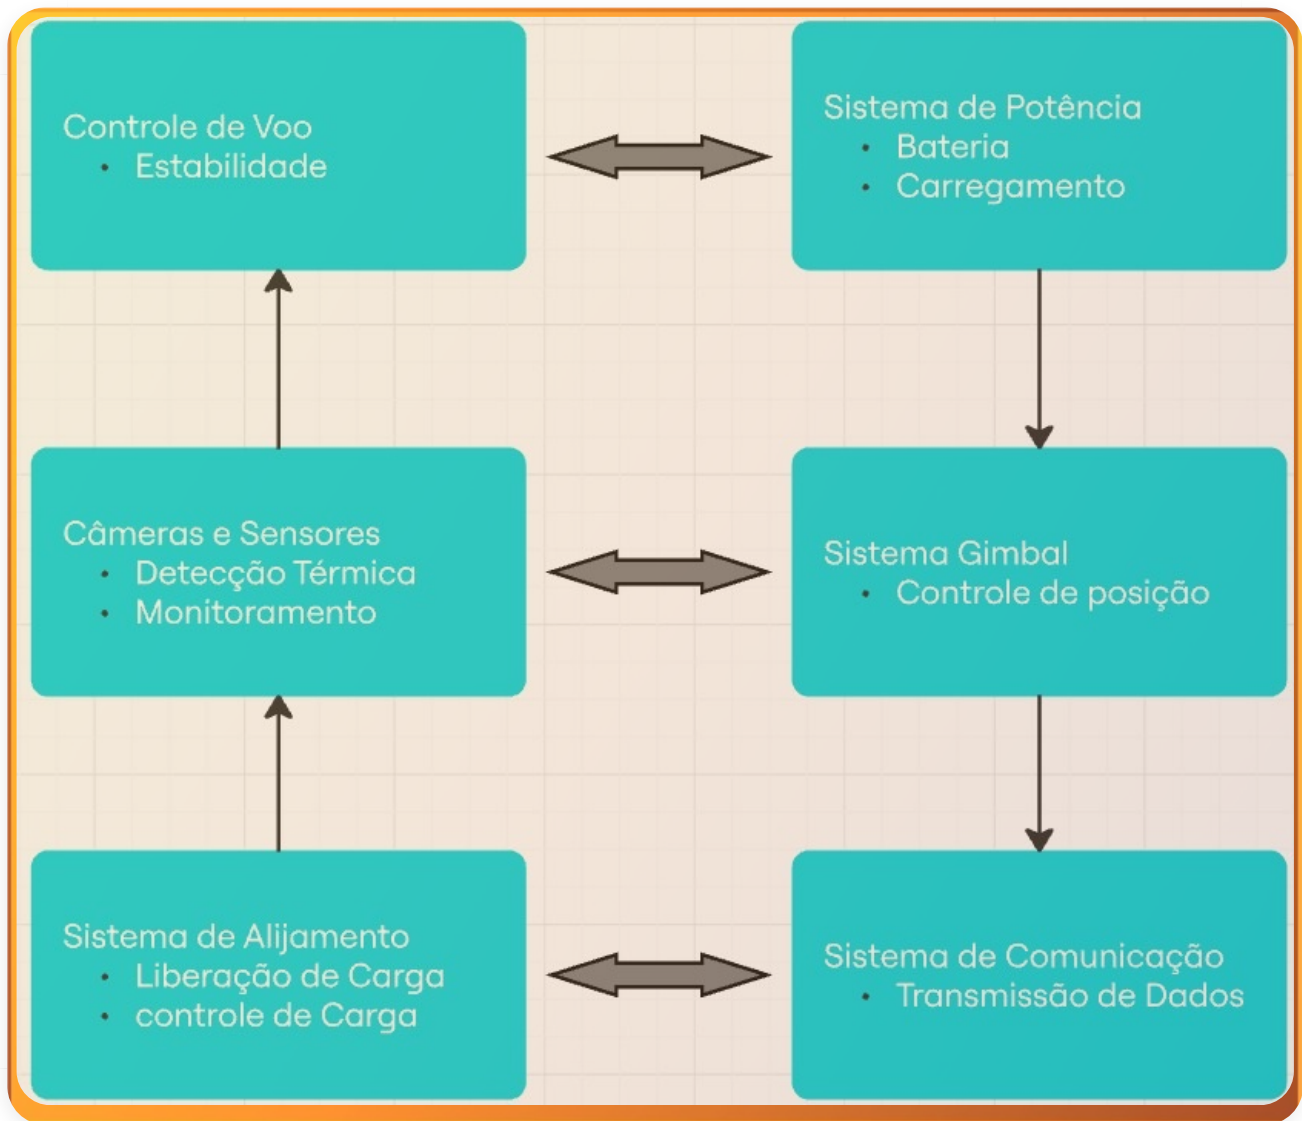 Controle de Voo
• Estabilidade
Sistema de Potência
• Bateria
• Carregamento
Câmeras e Sensores
• Detecção Térmica
• Monitoramento
Sistema Gimbal
• Controle de posição
Sistema de Alijamento
• Liberação de Carga
• controle de Carga
Sistema de Comunicação
• Transmissão de Dados